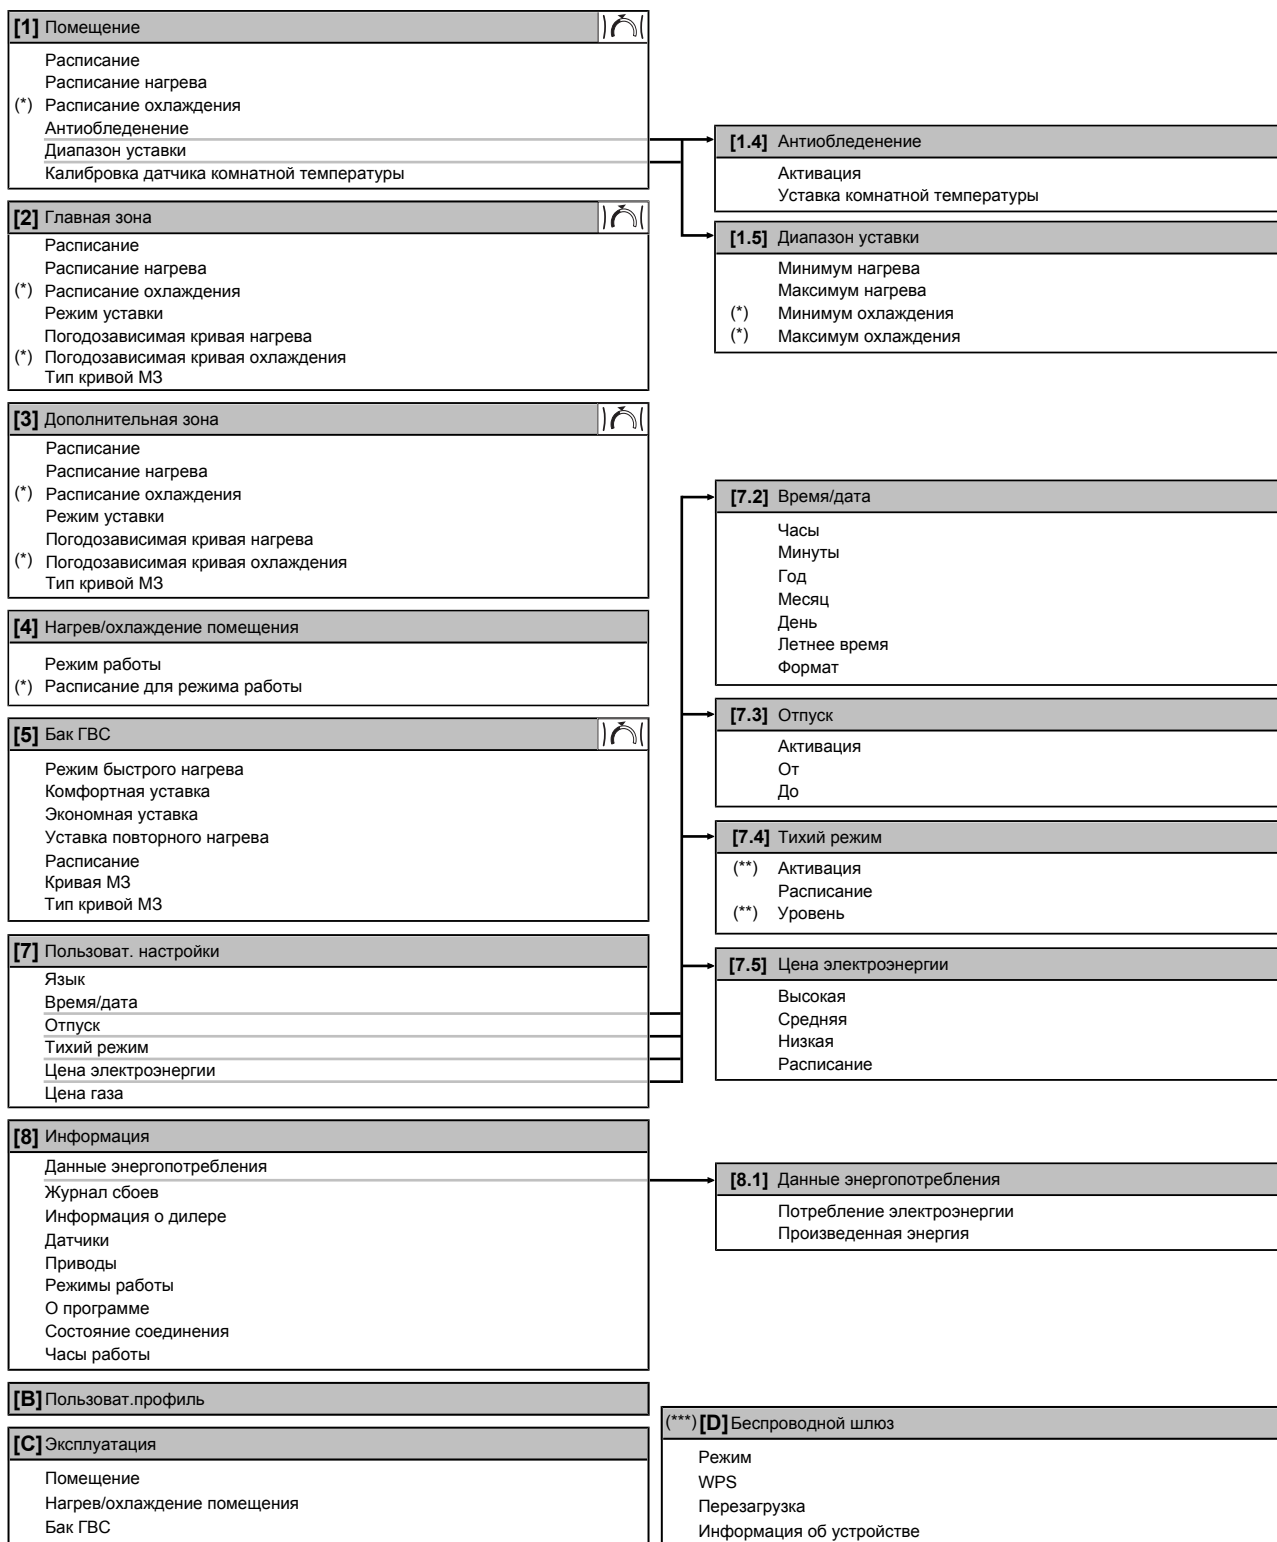 [1] Помещение
Расписание
Расписание нагрева
(*) Расписание охлаждения
Антиобледенение
Диапазон уставки
Калибровка датчика комнатной температуры
[1.4] Антиобледенение
Активация
Уставка комнатной температуры
[2] Главная зона
Расписание
Расписание нагрева
(*) Расписание охлаждения
Режим уставки
Погодозависимая кривая нагрева
(*) Погодозависимая кривая охлаждения
Тип кривой МЗ
[1.5] Диапазон уставки
Минимум нагрева
Максимум нагрева
(*) Минимум охлаждения
(*) Максимум охлаждения
[3] Дополнительная зона
Расписание
Расписание нагрева
(*) Расписание охлаждения
Режим уставки
Погодозависимая кривая нагрева
(*) Погодозависимая кривая охлаждения
Тип кривой МЗ
[4] Нагрев/охлаждение помещения
Режим работы
(*) Расписание для режима работы
[5] Бак ГВС
Режим быстрого нагрева
Комфортная уставка
Экономная уставка
Уставка повторного нагрева
Расписание
Кривая МЗ
Тип кривой МЗ
[7] Пользоват. настройки
Язык
Время/дата
Отпуск
Тихий режим
Цена электроэнергии
Цена газа
[7.2] Время/дата
Часы
Минуты
Год
Месяц
День
Летнее время
Формат
[7.3] Отпуск
Активация
От
До
[7.4] Тихий режим
(**) Активация
Расписание
(**) Уровень
[7.5] Цена электроэнергии
Высокая
Средняя
Низкая
Расписание
[8] Информация
Данные энергопотребления
Журнал сбоев
Информация о дилере
Датчики
Приводы
Режимы работы
О программе
Состояние соединения
Часы работы
[8.1] Данные энергопотребления
Потребление электроэнергии
Произведенная энергия
[B] Пользоват.профиль
[C] Эксплуатация
Помещение
Нагрев/охлаждение помещения
Бак ГВС
(***) [D] Беспроводной шлюз
Режим
WPS
Перезагрузка
Информация об устройстве